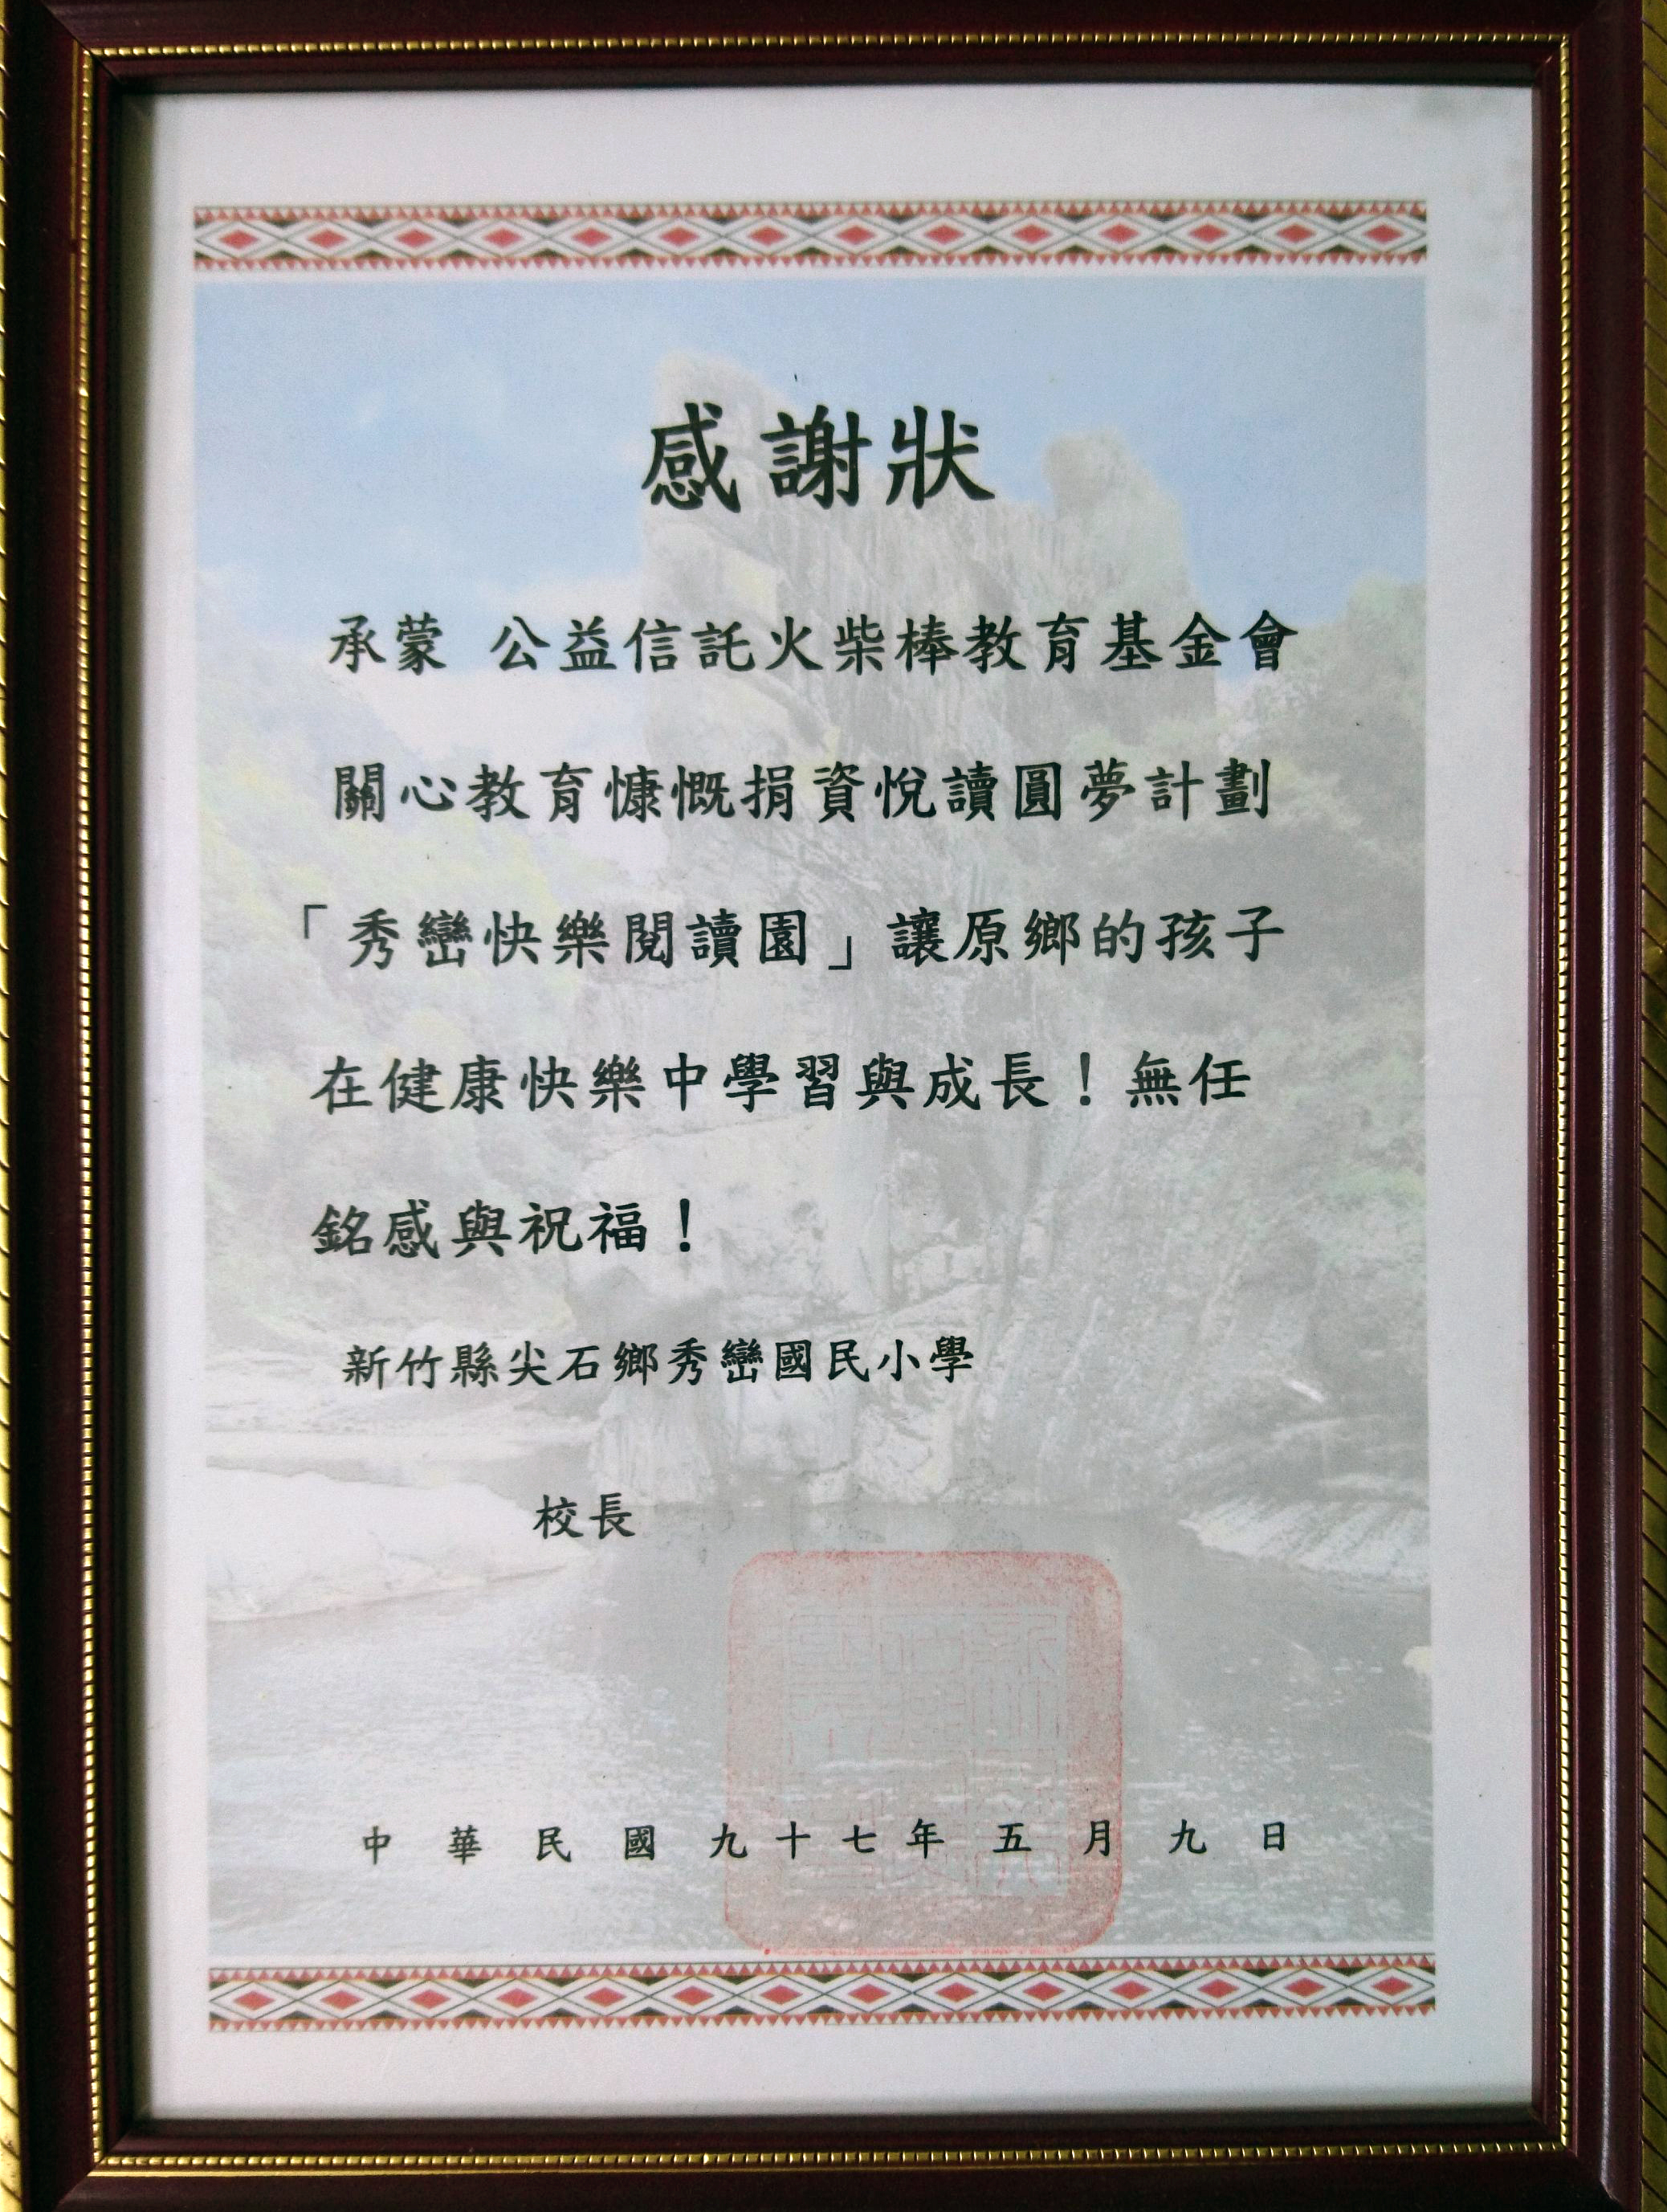 感謝狀
承蒙 公益信託火柴棒教育基金會
關心教育慷慨捐資悅讀圓夢計劃
「秀巒快樂閱讀園」讓原鄉的孩子
在健康快樂中學習與成長！無任
銘感與祝福！
新竹縣尖石鄉秀巒國民小學
校長
中華民國九十七年五月九日